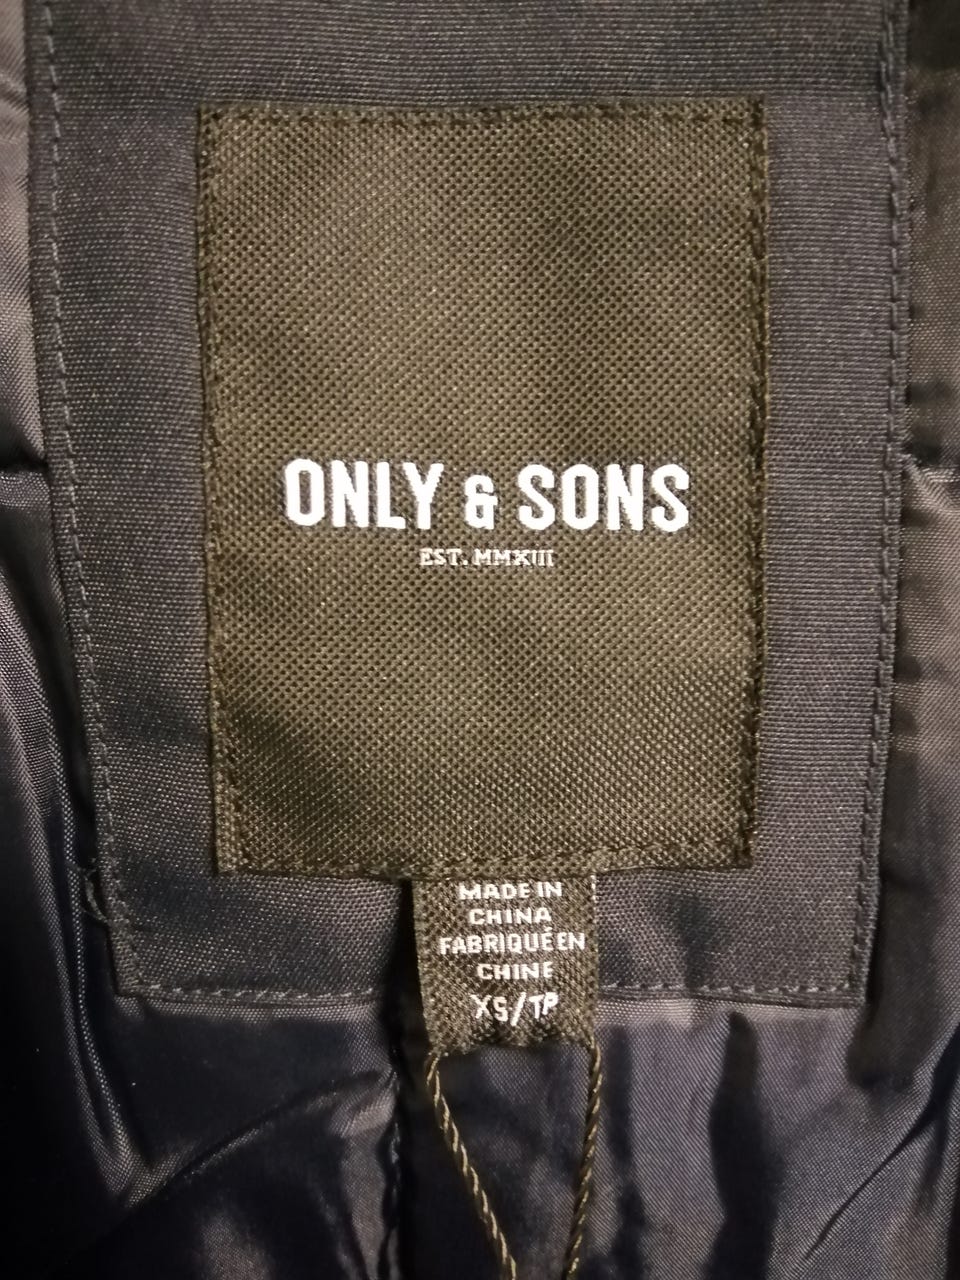 ONLY & SONS
EST. MMXIII
MADE IN
CHINA
FABRIQUÉ EN
CHINE
XS/TP